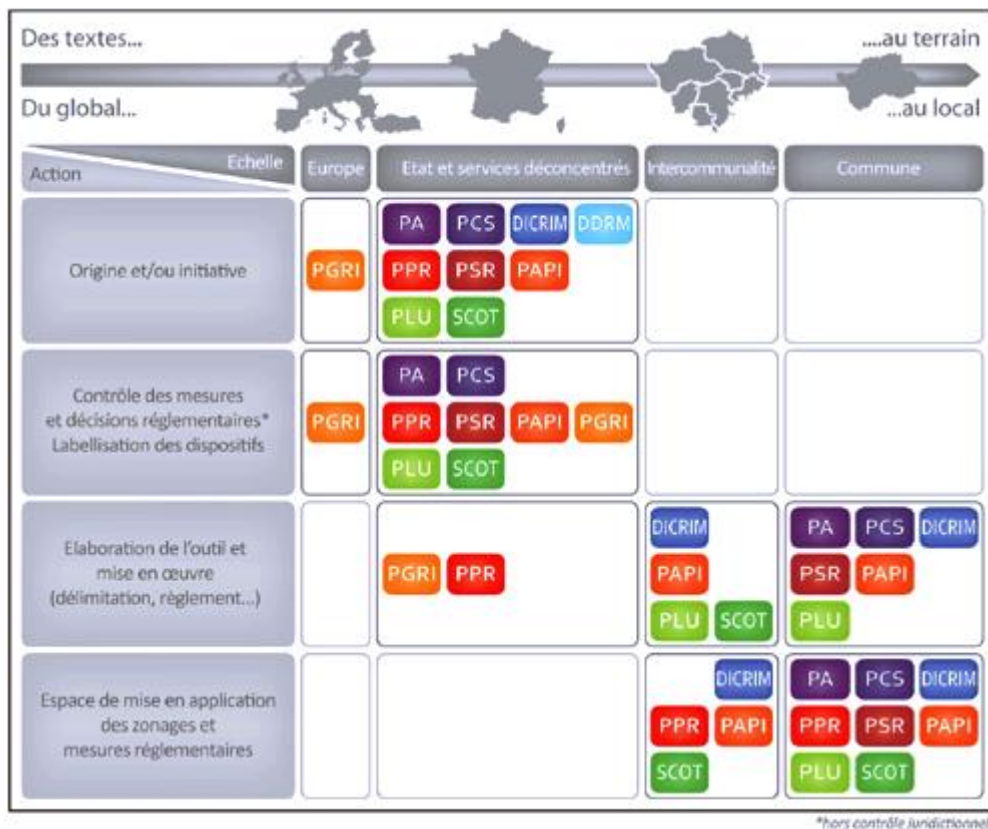 Des textes...
....au terrain
Du global...
...au local
Echelle
Action
Europe
Etat et services déconcentrés
Intercommunalité
Commune
Origine et/ou initiative
PGRI
PA PCS DICRIM DDRM
PPR PSR PAPI
PLU SCOT
Contrôle des mesures
et décisions réglementaires*
Labellisation des dispositifs
PGRI
PA PCS
PPR PSR PAPI PGRI
PLU SCOT
Elaboration de l'outil et
mise en œuvre
(délimitation, règlement...)
PGRI PPR
DICRIM
PAPI
PLU SCOT
PA PCS DICRIM
PSR PAPI
PLU
Espace de mise en application
des zonages et
mesures réglementaires
DICRIM
PPR PAPI
SCOT
PA PCS DICRIM
PPR PSR PAPI
PLU SCOT
*hors contrôle juridictionnel